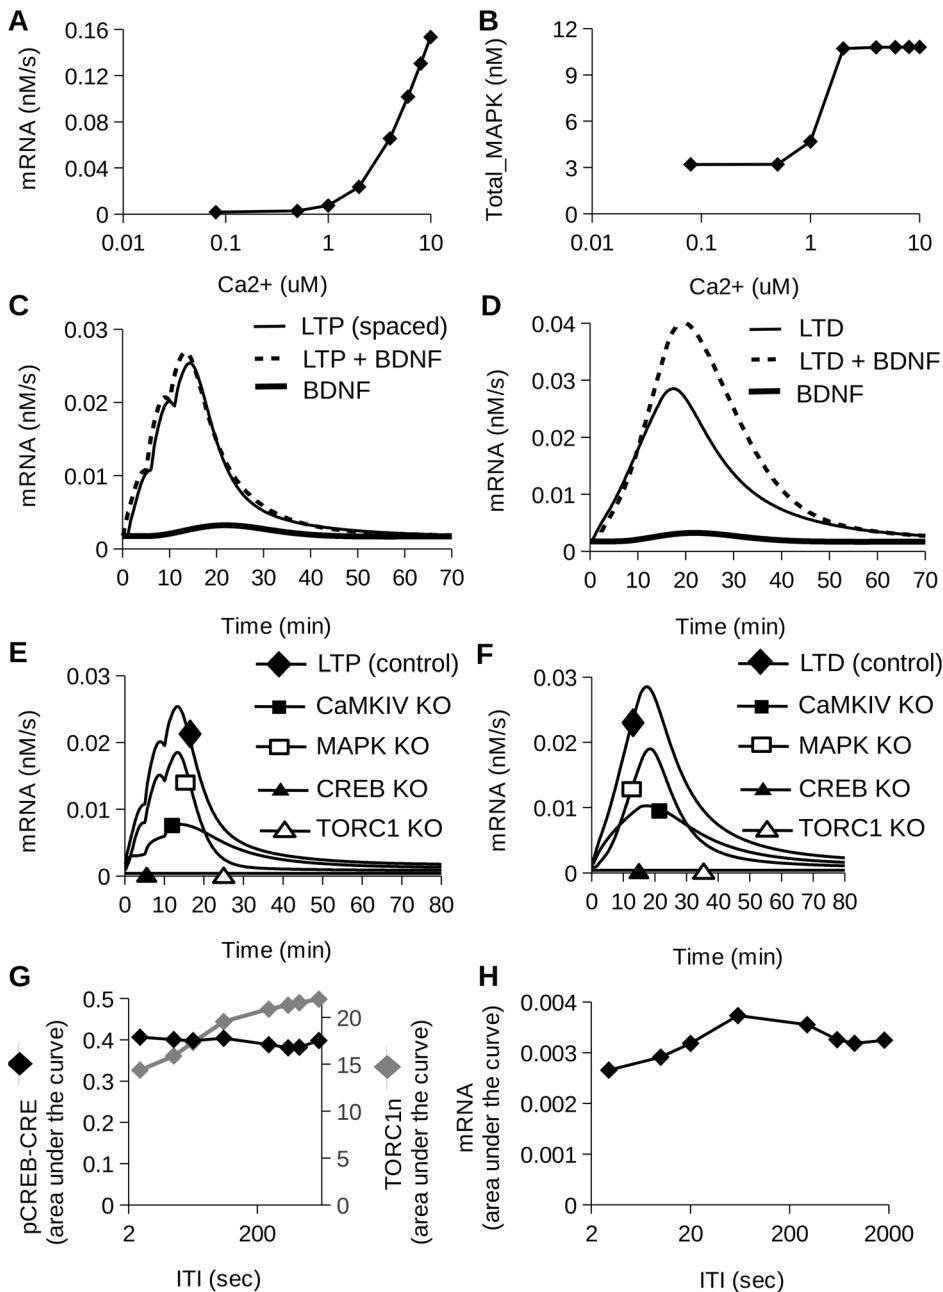 A
mRNA (nM/s)
0.16
0.12
0.08
0.04
0
0.01
0.1
1
10
Ca2+ (uM)
B
Total_MAPK (nM)
12
9
6
3
0
0.01
0.1
1
10
Ca2+ (uM)
C
mRNA (nM/s)
0.03
0.02
0.01
0
LTP (spaced)
LTP + BDNF
BDNF
0 10 20 30 40 50 60 70
Time (min)
D
mRNA (nM/s)
0.04
0.03
0.02
0.01
0
LTD
LTD + BDNF
BDNF
0 10 20 30 40 50 60 70
Time (min)
E
mRNA (nM/s)
0.03
0.02
0.01
0
LTP (control)
CaMKIV KO
MAPK KO
CREB KO
TORC1 KO
0 10 20 30 40 50 60 70 80
Time (min)
F
mRNA (nM/s)
0.03
0.02
0.01
0
LTD (control)
CaMKIV KO
MAPK KO
CREB KO
TORC1 KO
0 10 20 30 40 50 60 70 80
Time (min)
G
pCREB-CRE
(area under the curve)
0.5
0.4
0.3
0.2
0.1
0
20
15
10
5
0
TORC1n
(area under the curve)
2
200
ITI (sec)
H
mRNA
(area under the curve)
0.004
0.003
0.002
0.001
0
2
20
200
2000
ITI (sec)